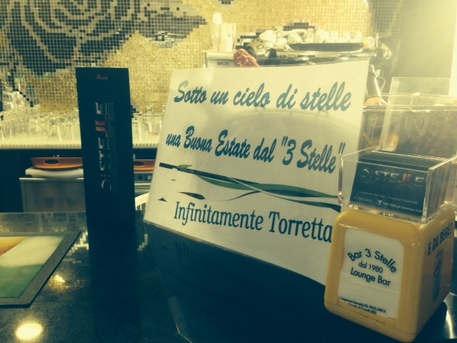 Sotto un cielo di stelle
una Buona Estate dal "3 Stelle"
Infinitamente Torretta
3STELLE
Bar 3 Stelle
dal 1980
Lounge Bar